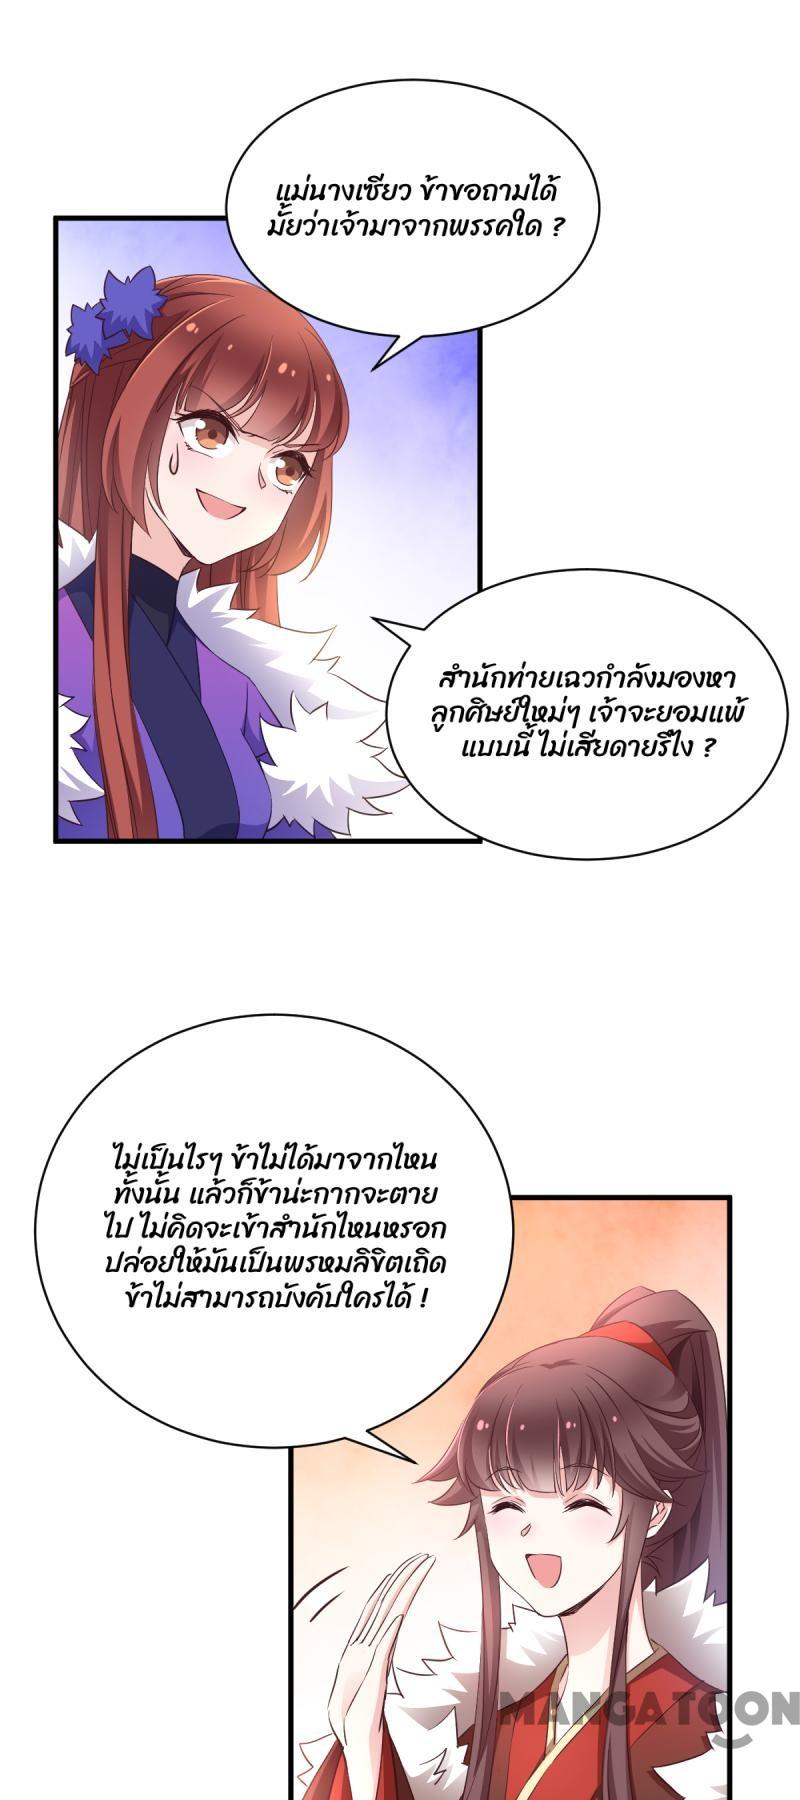 แม่นางเซียว ข้าขอถามได้
มั้ยว่าเจ้ามาจากพรรคใด ?
สำนักท่ายเฉวกำลังมองหา
ลูกศิษย์ใหม่ๆ เจ้าจะยอมแพ้
แบบนี้ ไม่เสียดายรึไง ?
ไม่เป็นไรๆ ข้าไม่ได้มาจากไหน
ทั้งนั้น แล้วก็ข้าน่ะกากจะตาย
ไป ไม่คิดจะเข้าสำนักไหนหรอก
ปล่อยให้มันเป็นพรหมลิขิตเถิด
ข้าไม่สามารถบังคับใครได้ !
MANGATOON